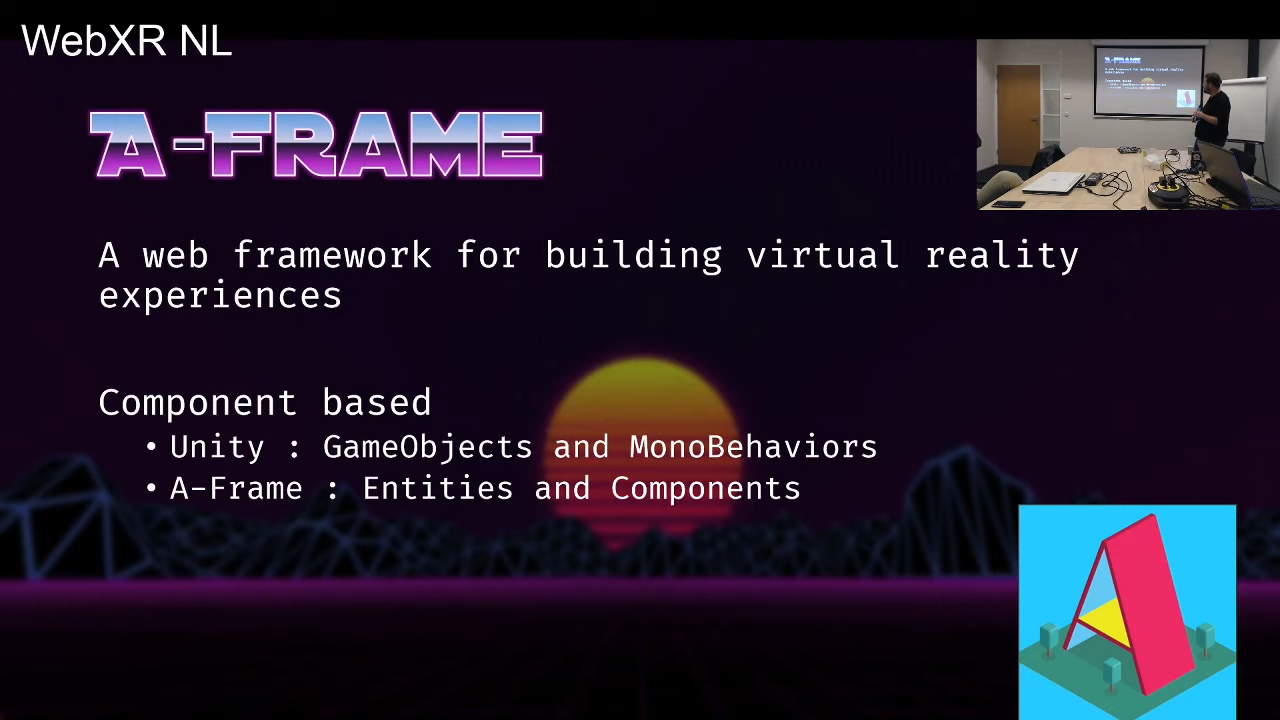 WebXR NL
A-FRAME
A web framework for building virtual reality
experiences
Component based
• Unity : GameObjects and MonoBehaviors
• A-Frame : Entities and Components